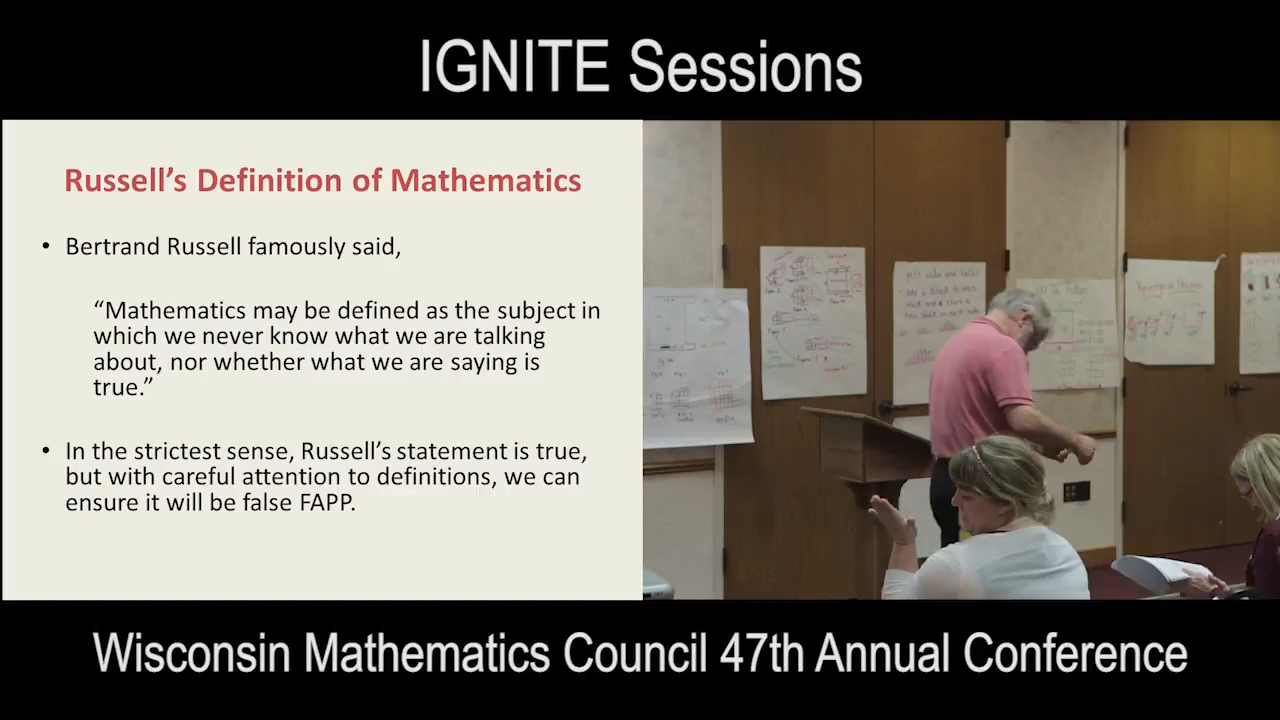 IGNITE Sessions
Russell’s Definition of Mathematics
• Bertrand Russell famously said,
“Mathematics may be defined as the subject in
which we never know what we are talking
about, nor whether what we are saying is
true.”
• In the strictest sense, Russell’s statement is true,
but with careful attention to definitions, we can
ensure it will be false FAPP.
Wisconsin Mathematics Council 47th Annual Conference